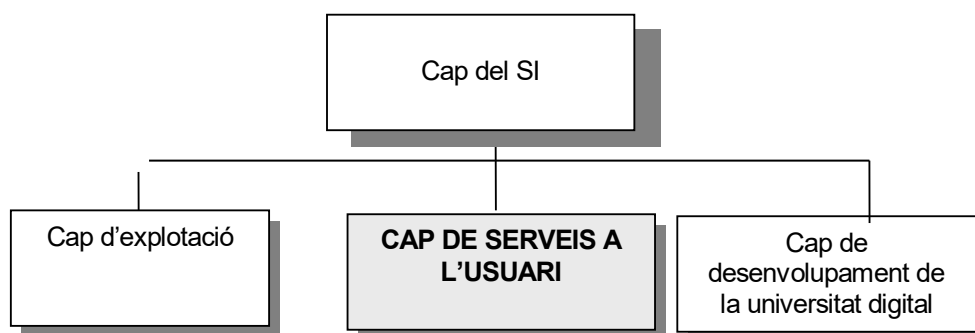 Cap del SI
Cap d’explotació
CAP DE SERVEIS A
L’USUARI
Cap de
desenvolupament de
la universitat digital